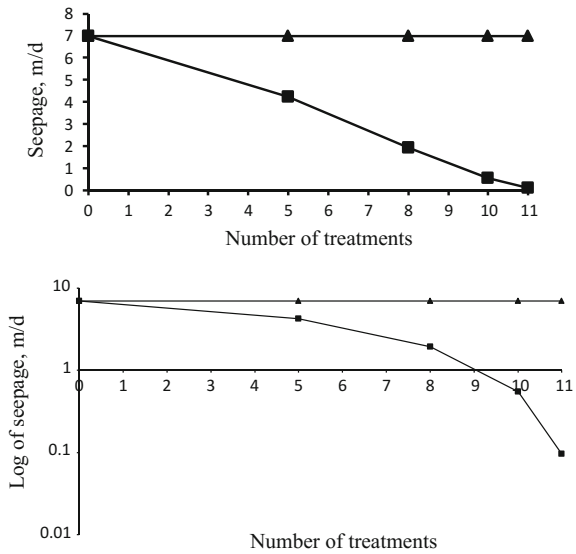 8
7
6
5
4
3
2
1
0
Seepage, m/d
0 1 2 3 4 5 6 7 8 9 10 11
Number of treatments
10
1
0.1
0.01
Log of seepage, m/d
0 1 2 3 4 5 6 7 8 9 10 11
Number of treatments